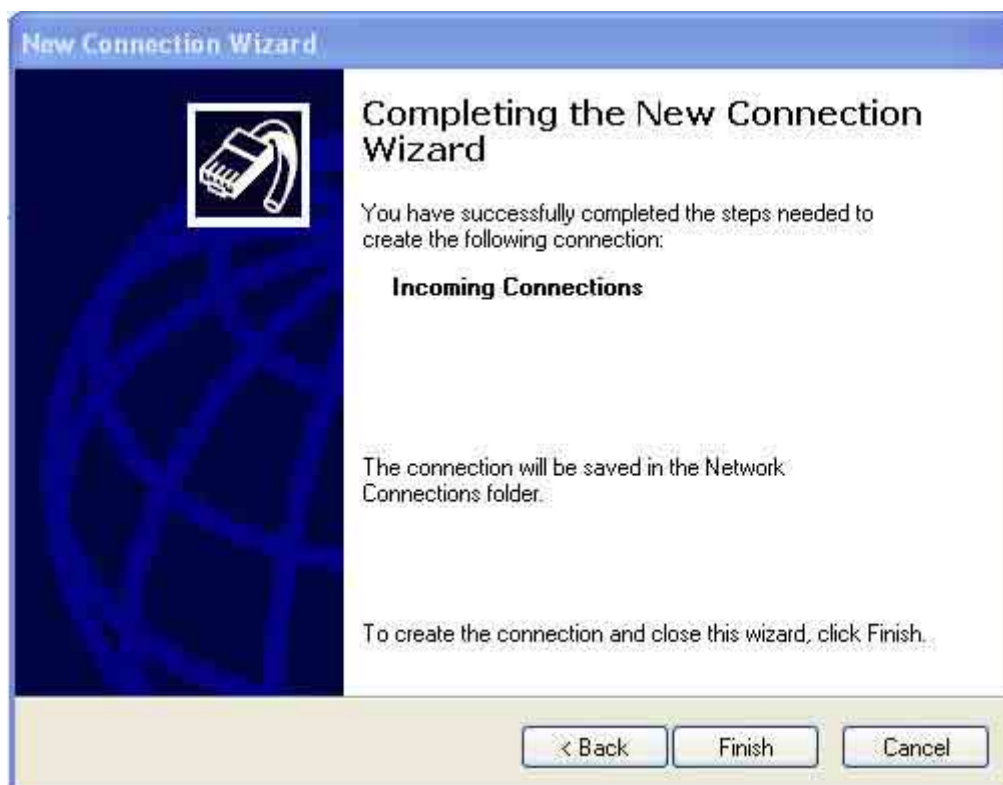 New Connection Wizard
Completing the New Connection
Wizard
You have successfully completed the steps needed to
create the following connection:
Incoming Connections
The connection will be saved in the Network
Connections folder.
To create the connection and close this wizard, click Finish.
< Back
Finish
Cancel